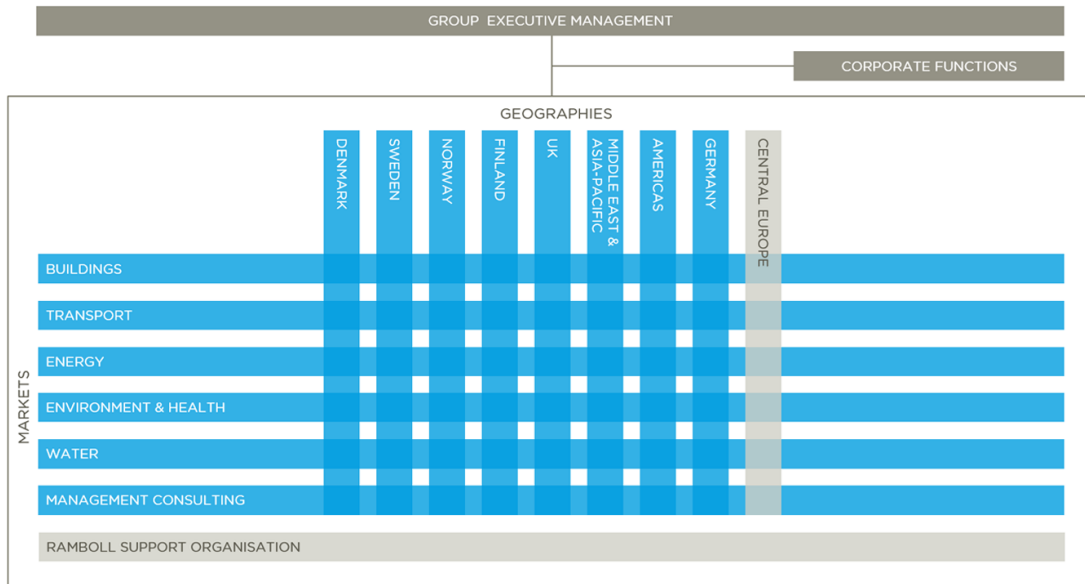 GROUP EXECUTIVE MANAGEMENT
CORPORATE FUNCTIONS
GEOGRAPHIES
DENMARK
SWEDEN
NORWAY
FINLAND
UK
MIDDLE EAST &
ASIA-PACIFIC
AMERICAS
GERMANY
CENTRAL EUROPE
MARKETS
BUILDINGS
TRANSPORT
ENERGY
ENVIRONMENT & HEALTH
WATER
MANAGEMENT CONSULTING
RAMBOLL SUPPORT ORGANISATION